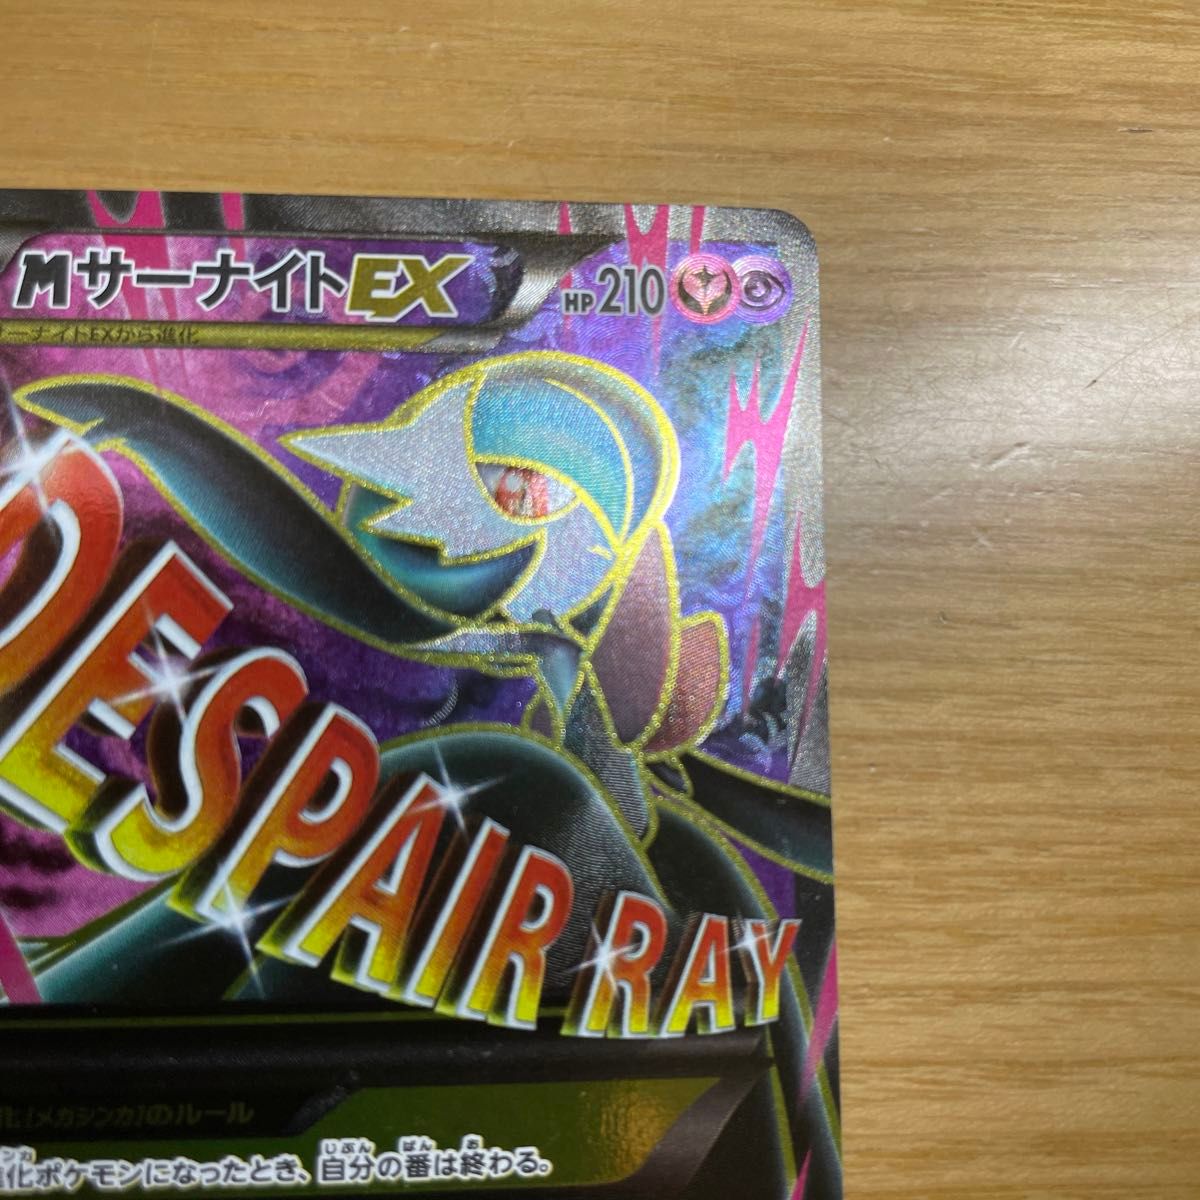 MサーナイトEX HP210
ーナイトEXから進化
DESPAIR RAY
化[メガシンカ]のルール
進化ポケモンになったとき、自分の番は終わる。